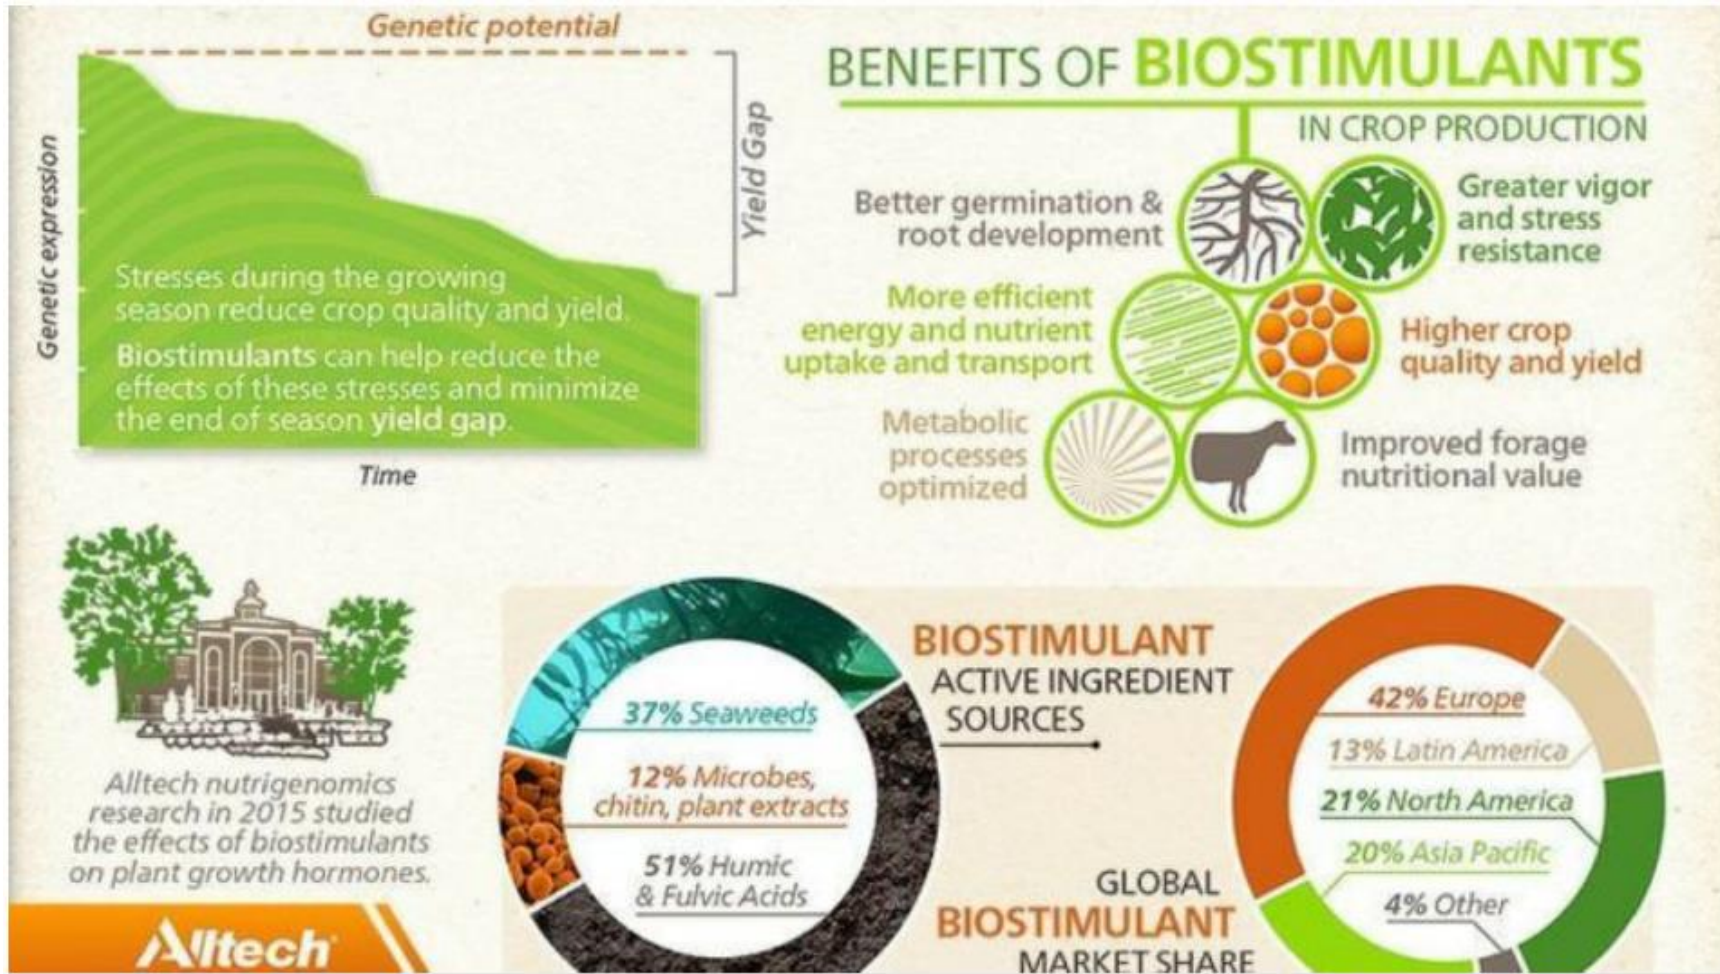 Genetic potential
Genetic expression
Yield Gap
Stresses during the growing
season reduce crop quality and yield.
Biostimulants can help reduce the
effects of these stresses and minimize
the end of season yield gap.
Time
BENEFITS OF BIOSTIMULANTS
IN CROP PRODUCTION
Better germination &
root development
Greater vigor
and stress
resistance
More efficient
energy and nutrient
uptake and transport
Higher crop
quality and yield
Metabolic
processes
optimized
Improved forage
nutritional value
Alltech nutrigenomics
research in 2015 studied
the effects of biostimulants
on plant growth hormones.
Alltech
37% Seaweeds
12% Microbes,
chitin, plant extracts
51% Humic
& Fulvic Acids
BIOSTIMULANT
ACTIVE INGREDIENT
SOURCES
42% Europe
13% Latin America
21% North America
20% Asia Pacific
4% Other
GLOBAL
BIOSTIMULANT
MARKET SHARE